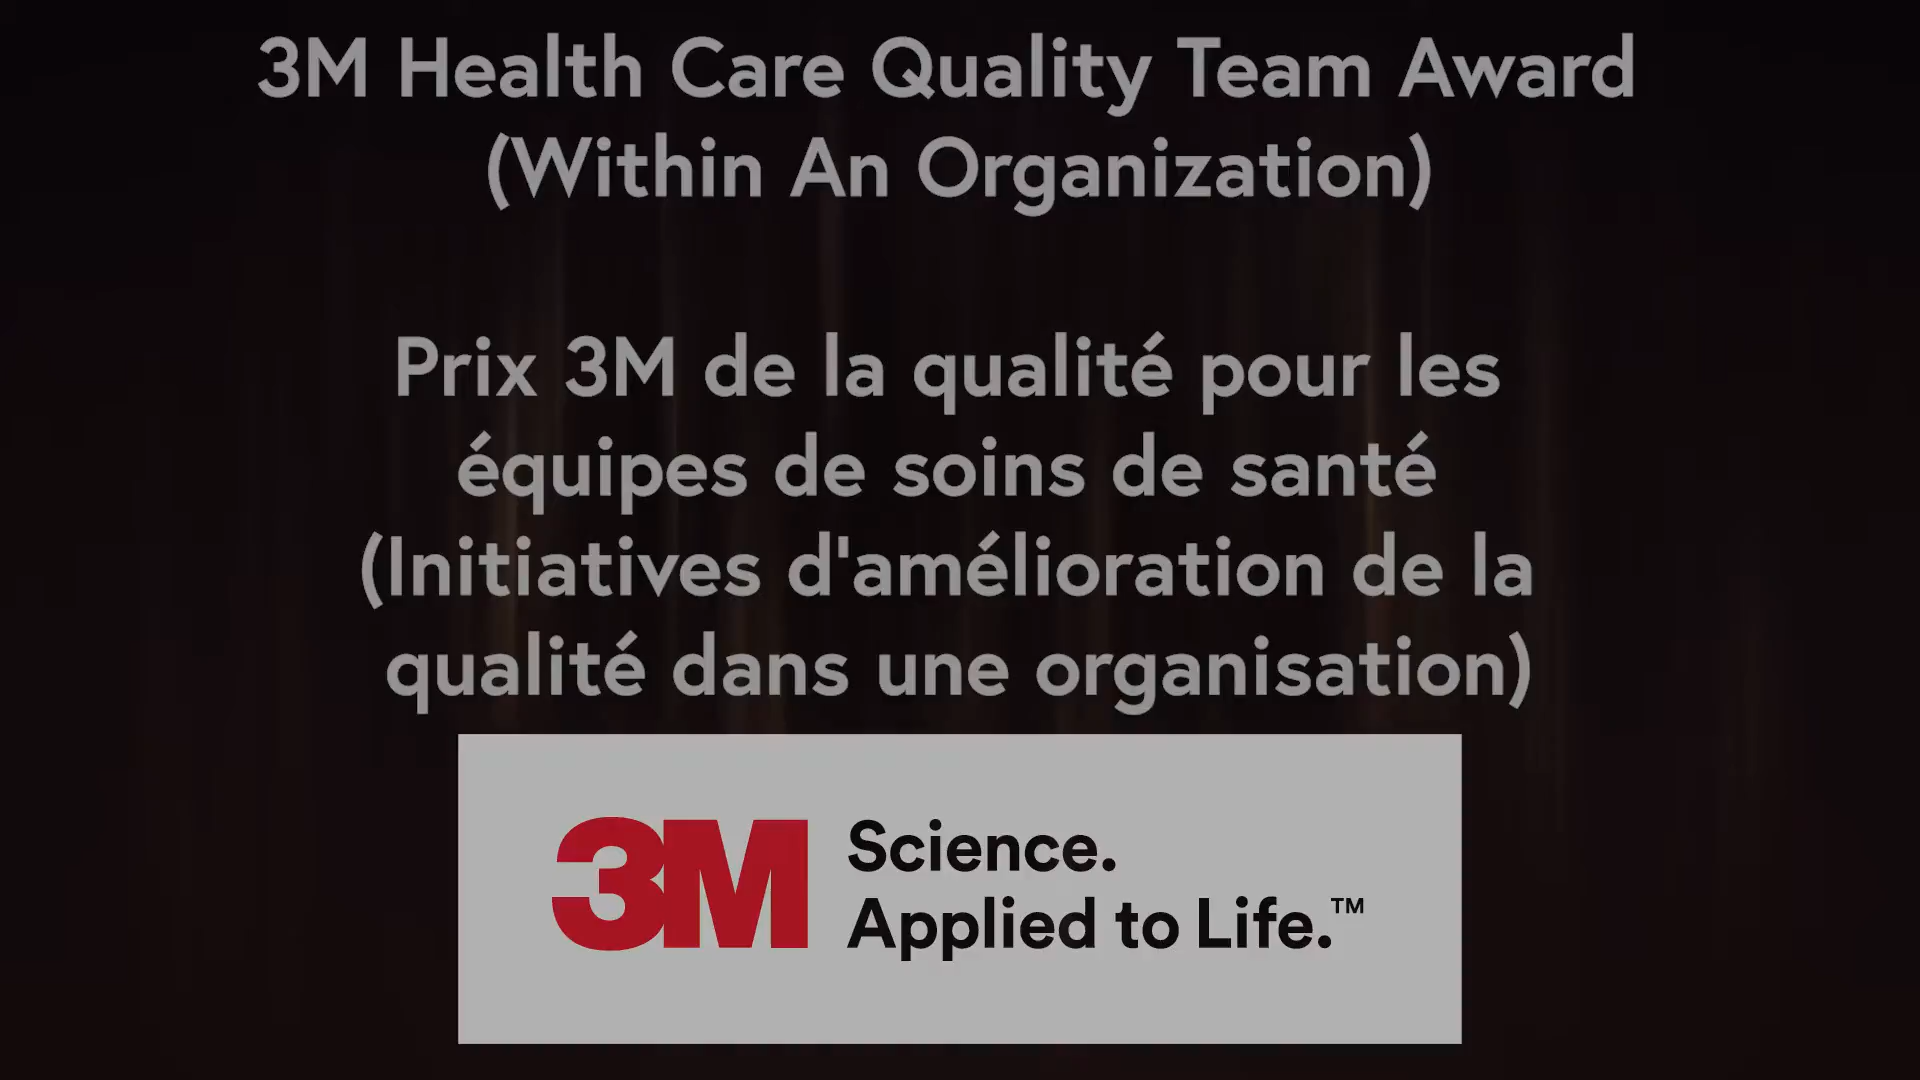 3M Health Care Quality Team Award
(Within An Organization)
Prix 3M de la qualité pour les
équipes de soins de santé
(Initiatives d'amélioration de la
qualité dans une organisation)
3M Science.
Applied to Life.™